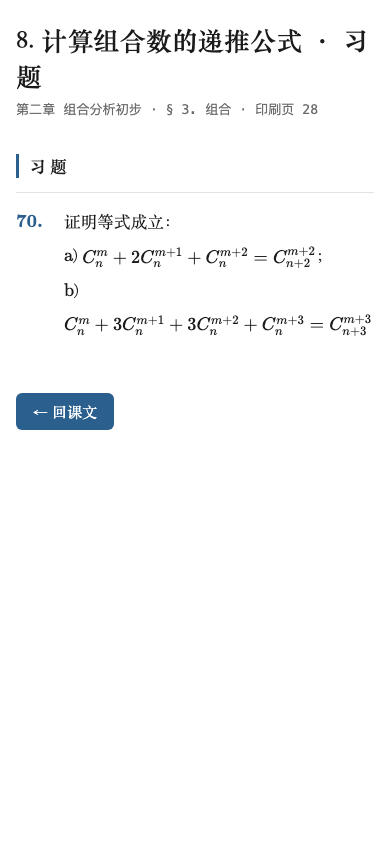 8. 计算组合数的递推公式 · 习
题
第二章 组合分析初步 · § 3. 组合 · 印刷页 28
习 题
70. 证明等式成立：
a) $C_n^m + 2C_n^{m+1} + C_n^{m+2} = C_{n+2}^{m+2}$；
b)
$C_n^m + 3C_n^{m+1} + 3C_n^{m+2} + C_n^{m+3} = C_{n+3}^{m+3}$
← 回课文